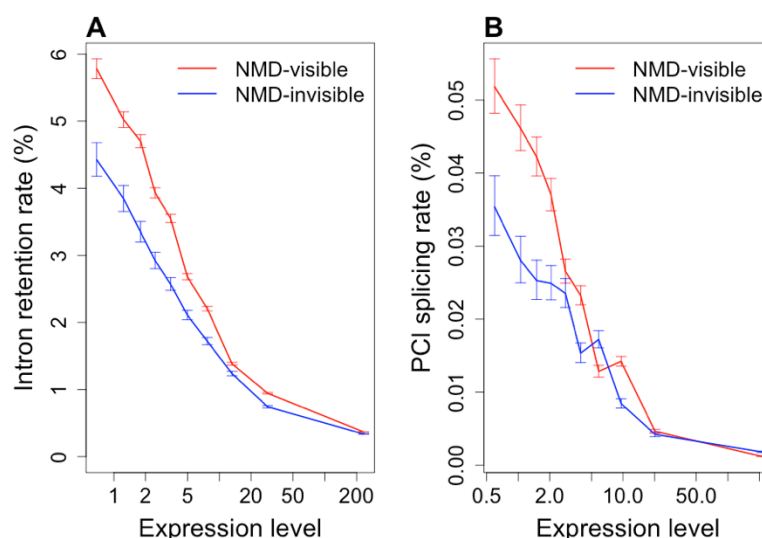 A
Intron retention rate (%)
6
5
4
3
2
1
0
NMD-visible
NMD-invisible
1 2 5 20 50 200
Expression level
B
PCI splicing rate (%)
0.05
0.04
0.03
0.02
0.01
0.00
NMD-visible
NMD-invisible
0.5 2.0 10.0 50.0
Expression level